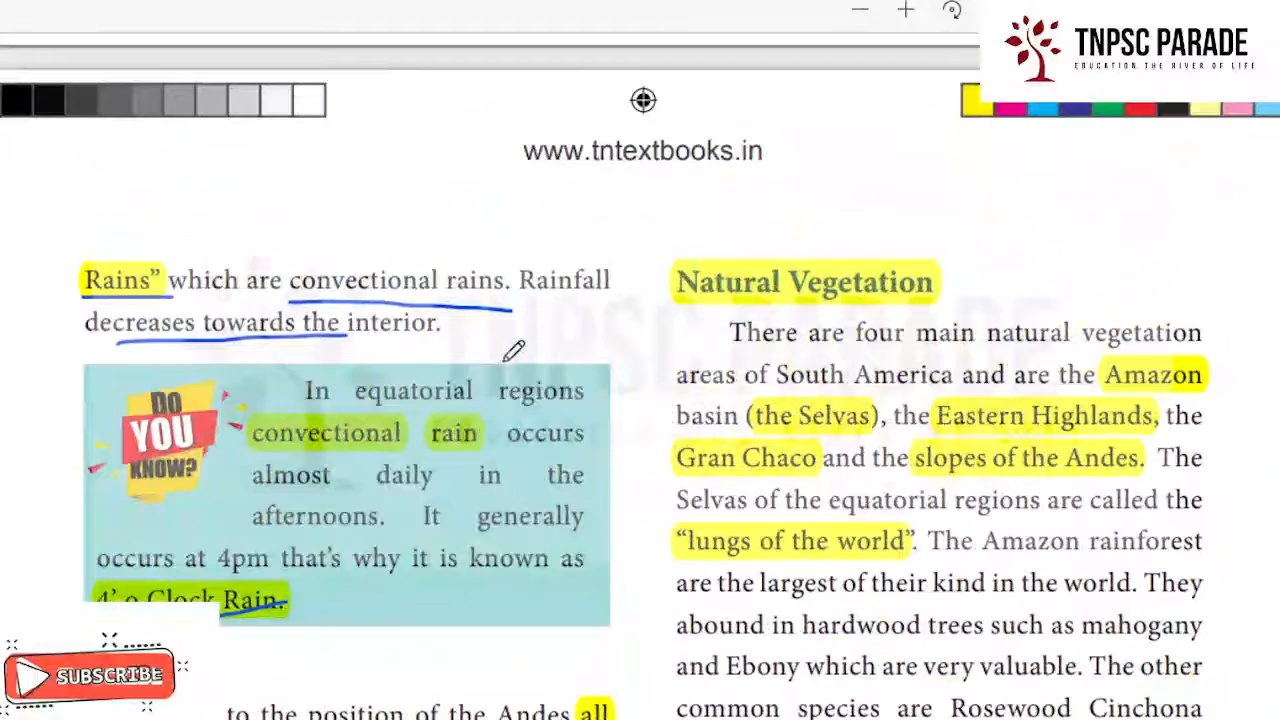 TNPSC PARADE
EDUCATION THE RIVER OF LIFE
www.tntextbooks.in
Rains” which are convectional rains. Rainfall
decreases towards the interior.
DO
YOU
KNOW?
In equatorial regions
convectional rain occurs
almost daily in the
afternoons. It generally
occurs at 4pm that’s why it is known as
4’ o Clock Rain.
SUBSCRIBE
to the position of the Andes all
Natural Vegetation
There are four main natural vegetation
areas of South America and are the Amazon
basin (the Selvas), the Eastern Highlands, the
Gran Chaco and the slopes of the Andes. The
Selvas of the equatorial regions are called the
“lungs of the world”. The Amazon rainforest
are the largest of their kind in the world. They
abound in hardwood trees such as mahogany
and Ebony which are very valuable. The other
common species are Rosewood Cinchona